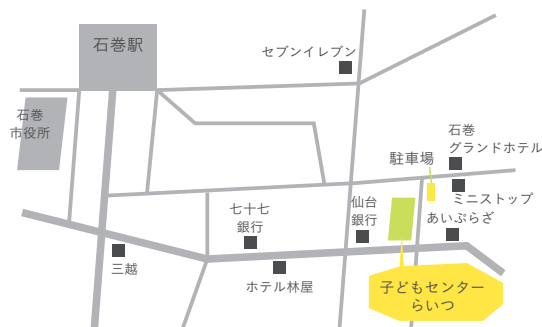 石巻駅
セブンイレブン
石巻
市役所
石巻
グランドホテル
駐車場
ミニストップ
あいぷらざ
七十七
銀行
仙台
銀行
三越
ホテル林屋
子どもセンター
らいつ